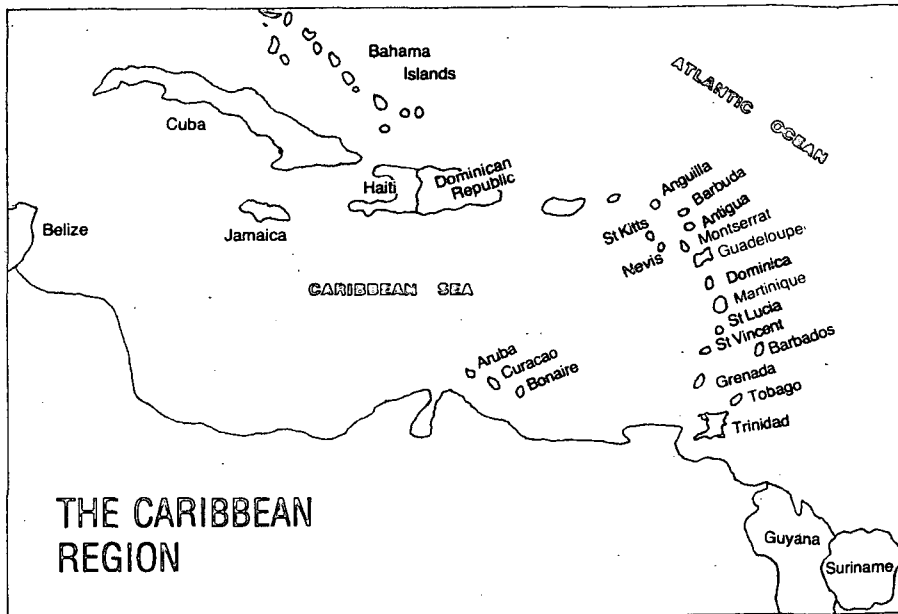 Bahama
Islands
ATLANTIC OCEAN
Cuba
Haiti
Dominican
Republic
Anguilla
Barbuda
Antigua
St Kitts
Montserrat
Nevis
Guadeloupe
Belize
Jamaica
Dominica
CARIBBEAN SEA
Martinique
St Lucia
St Vincent
Barbados
Aruba
Curacao
Bonaire
Grenada
Tobago
Trinidad
THE CARIBBEAN
REGION
Guyana
Suriname